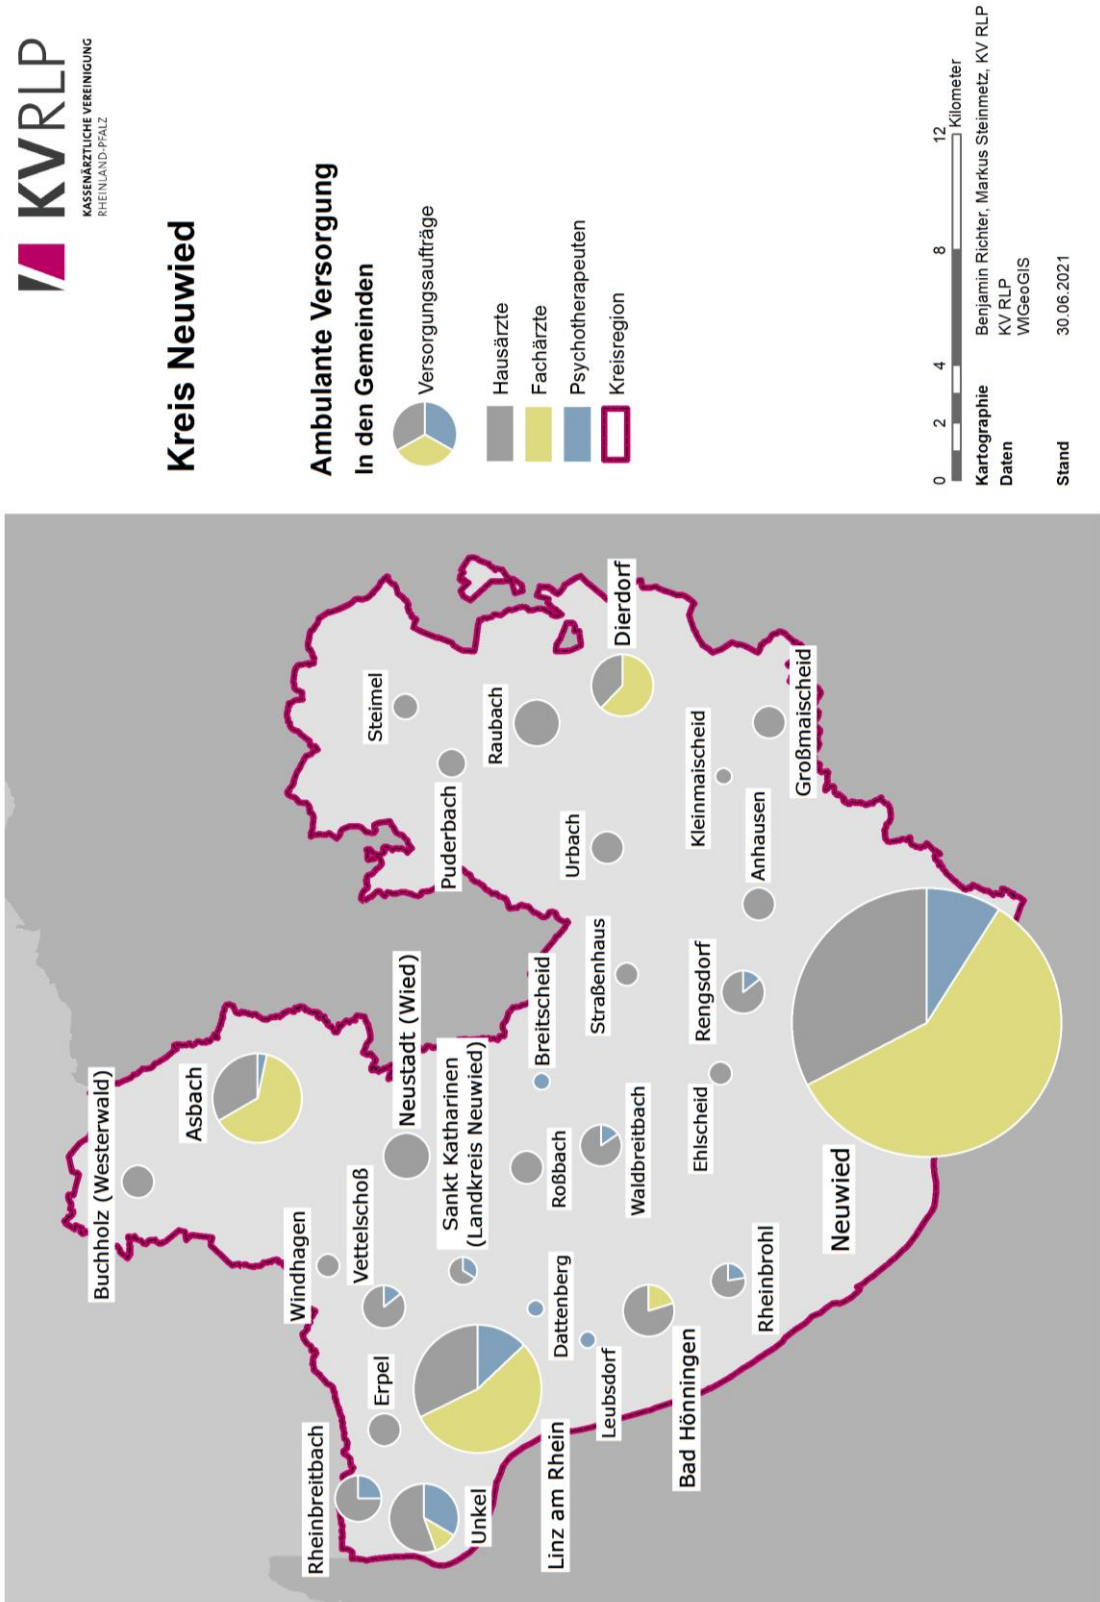 KVRLP
KASSENÄRZTLICHE VEREINIGUNG
RHEINLAND-PFALZ
Kreis Neuwied
Ambulante Versorgung
In den Gemeinden
Versorgungsaufträge
Hausärzte
Fachärzte
Psychotherapeuten
Kreisregion
0 2 4 8 12
Kilometer
Kartographie Benjamin Richter, Markus Steinmetz, KV RLP
Daten KV RLP
WIGeoGIS
Stand 30.06.2021
Buchholz (Westerwald)
Asbach
Windhagen
Vettelschoß
Neustadt (Wied)
Sankt Katharinen
(Landkreis Neuwied)
Rheinbreitbach
Erpel
Unkel
Linz am Rhein
Dattenberg
Leubsdorf
Bad Hönningen
Rheinbrohl
Roßbach
Breitscheid
Waldbreitbach
Straßenhaus
Ehlscheid
Rengsdorf
Neuwied
Steimel
Puderbach
Raubach
Urbach
Dierdorf
Kleinmaischeid
Anhausen
Großmaischeid